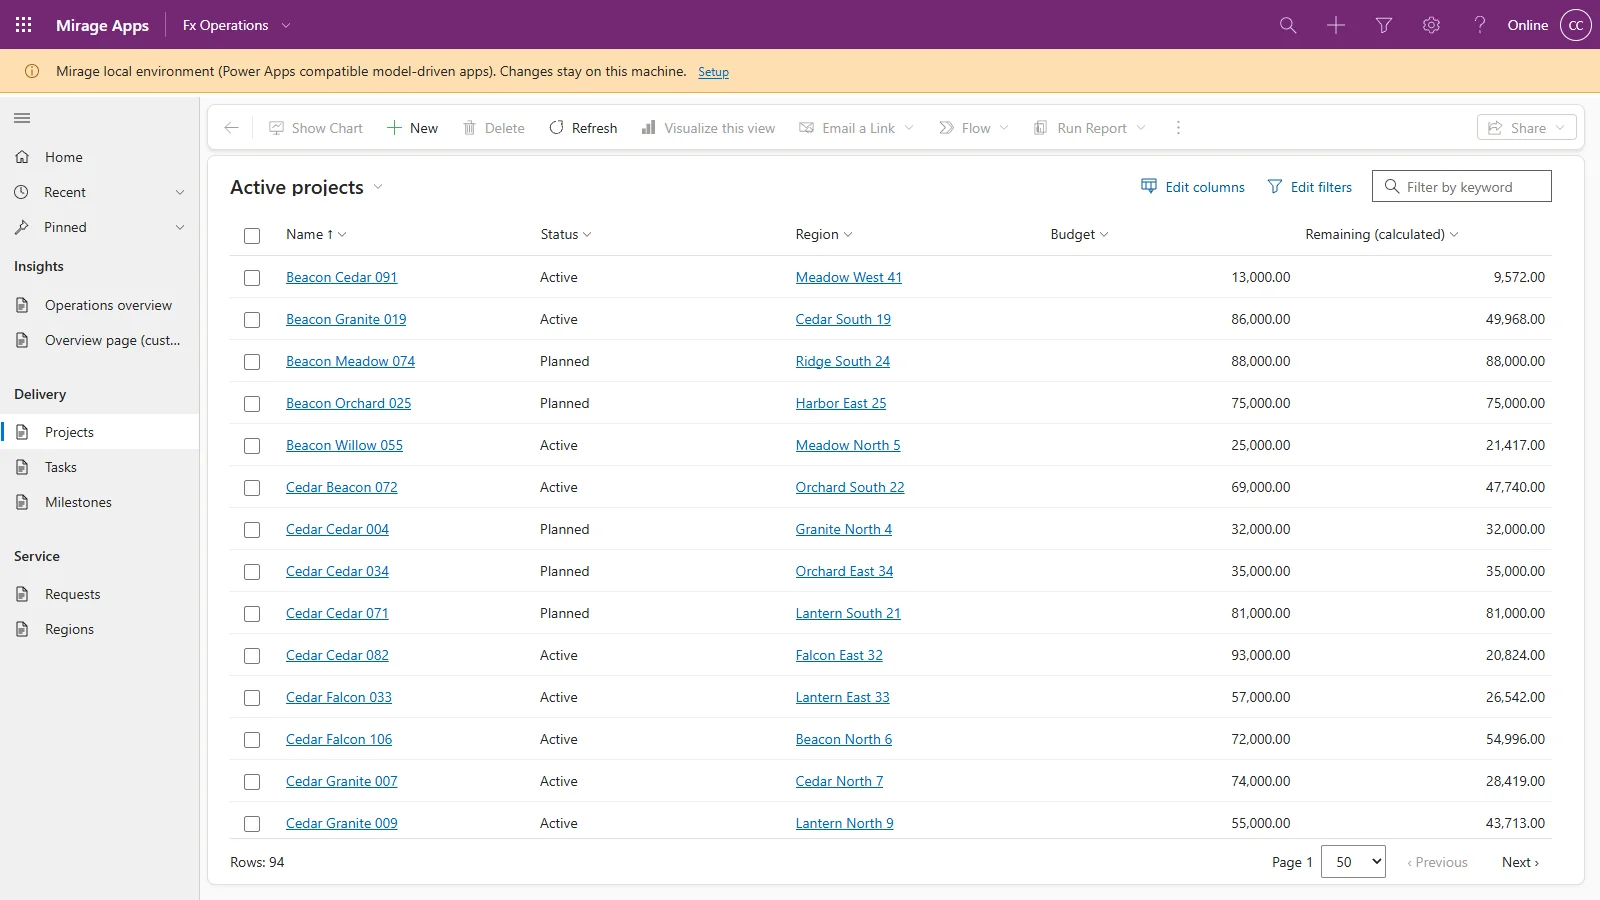 Mirage Apps
Fx Operations
Online
CC
Mirage local environment (Power Apps compatible model-driven apps). Changes stay on this machine. Setup
Home
Recent
Pinned
Insights
Operations overview
Overview page (cust...
Delivery
Projects
Tasks
Milestones
Service
Requests
Regions
Show Chart
New
Delete
Refresh
Visualize this view
Email a Link
Flow
Run Report
Share
Active projects
Edit columns
Edit filters
Filter by keyword
Name ↑ Status Region Budget Remaining (calculated)
Beacon Cedar 091 Active Meadow West 41 13,000.00 9,572.00
Beacon Granite 019 Active Cedar South 19 86,000.00 49,968.00
Beacon Meadow 074 Planned Ridge South 24 88,000.00 88,000.00
Beacon Orchard 025 Planned Harbor East 25 75,000.00 75,000.00
Beacon Willow 055 Active Meadow North 5 25,000.00 21,417.00
Cedar Beacon 072 Active Orchard South 22 69,000.00 47,740.00
Cedar Cedar 004 Planned Granite North 4 32,000.00 32,000.00
Cedar Cedar 034 Planned Orchard East 34 35,000.00 35,000.00
Cedar Cedar 071 Planned Lantern South 21 81,000.00 81,000.00
Cedar Cedar 082 Active Falcon East 32 93,000.00 20,824.00
Cedar Falcon 033 Active Lantern East 33 57,000.00 26,542.00
Cedar Falcon 106 Active Beacon North 6 72,000.00 54,996.00
Cedar Granite 007 Active Cedar North 7 74,000.00 28,419.00
Cedar Granite 009 Active Lantern North 9 55,000.00 43,713.00
Rows: 94
Page 1
50
‹ Previous
Next ›